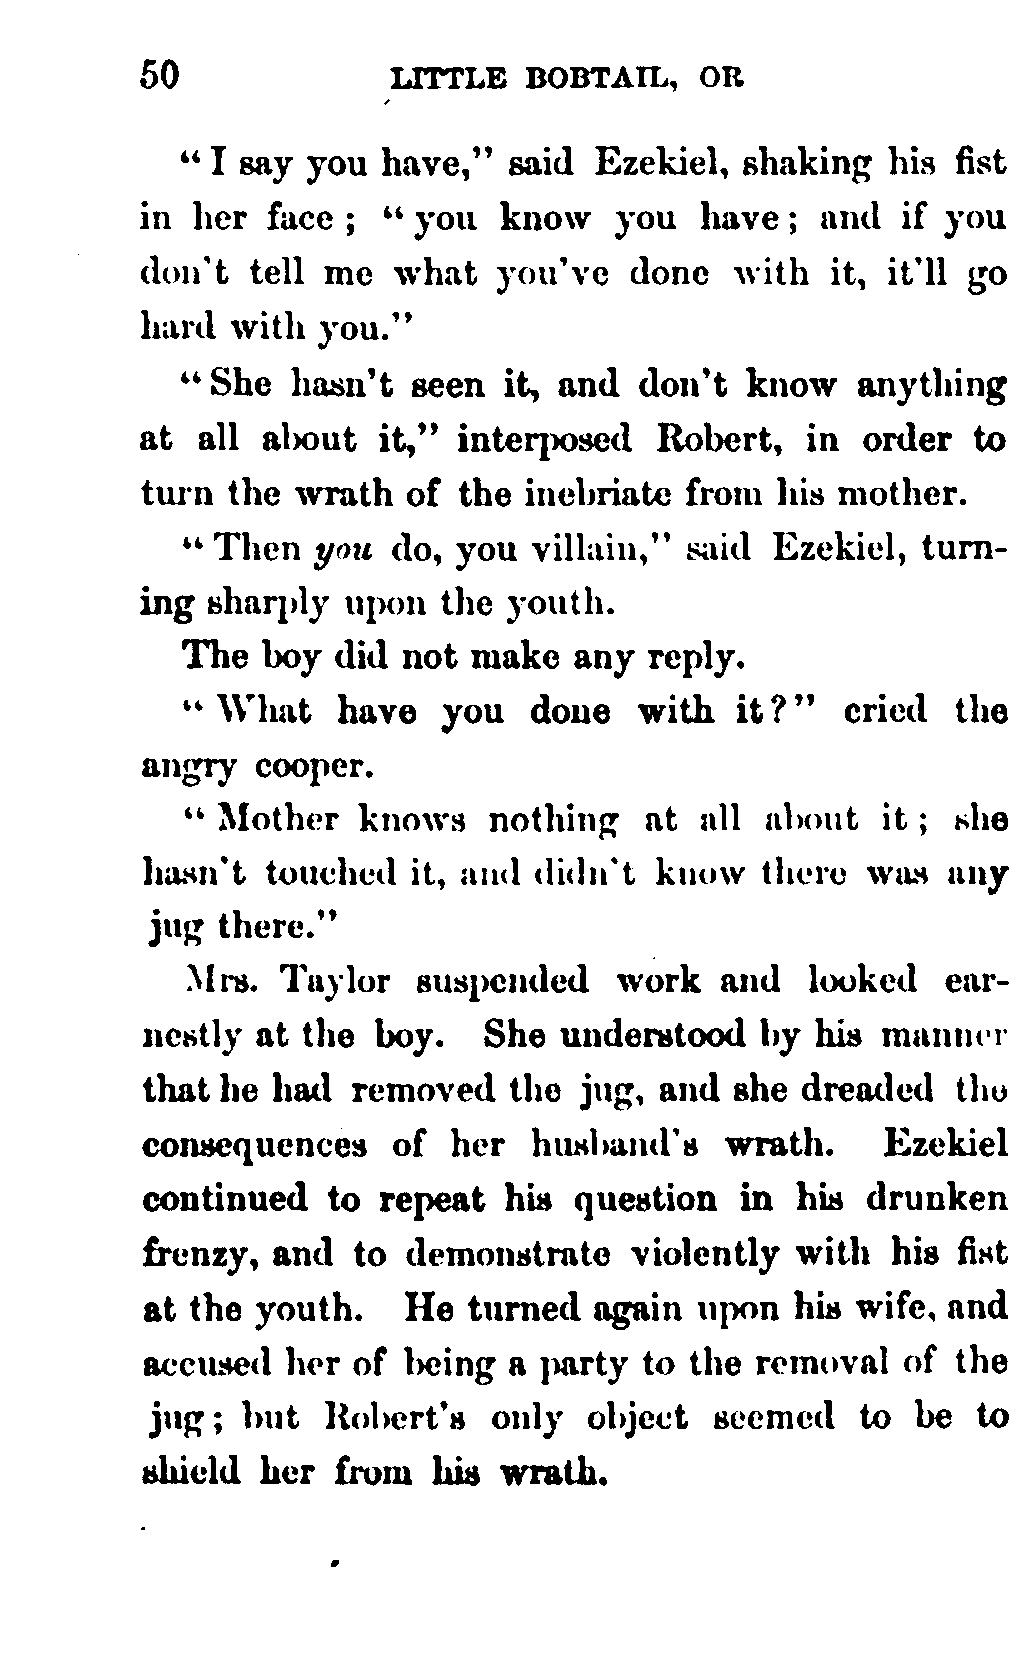 50 LITTLE BOBTAIL, OR
"I say you have," said Ezekiel, shaking his fist
in her face; "you know you have; and if you
don't tell me what you've done with it, it'll go
hard with you."
"She hasn't seen it, and don't know anything
at all about it," interposed Robert, in order to
turn the wrath of the inebriate from his mother.
"Then you do, you villain," said Ezekiel, turn-
ing sharply upon the youth.
The boy did not make any reply.
"What have you done with it?" cried the
angry cooper.
"Mother knows nothing at all about it; she
hasn't touched it, and didn't know there was any
jug there."
Mrs. Taylor suspended work and looked ear-
nestly at the boy. She understood by his manner
that he had removed the jug, and she dreaded the
consequences of her husband's wrath. Ezekiel
continued to repeat his question in his drunken
frenzy, and to demonstrate violently with his fist
at the youth. He turned again upon his wife, and
accused her of being a party to the removal of the
jug; but Robert's only object seemed to be to
shield her from his wrath.